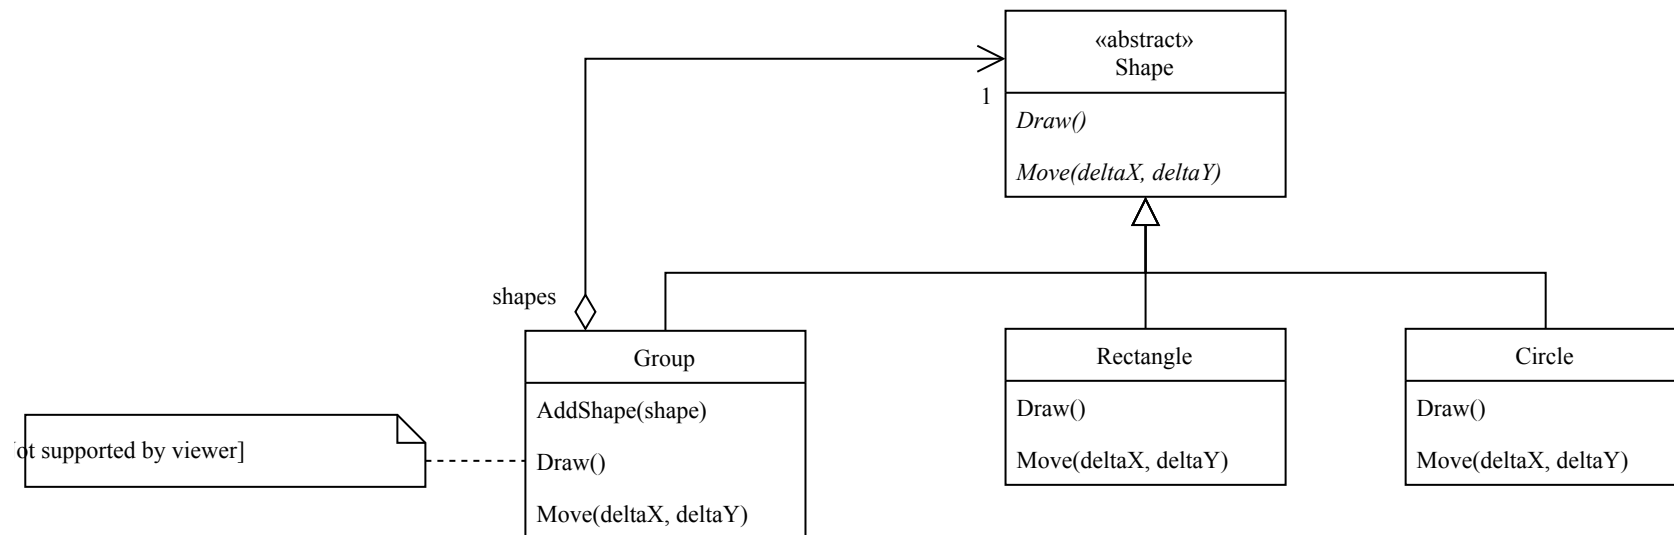 «abstract»
Shape
1
Draw()
Move(deltaX, deltaY)
shapes
Group
Rectangle
Circle
AddShape(shape)
Draw()
Move(deltaX, deltaY)
Draw()
Move(deltaX, deltaY)
Draw()
Move(deltaX, deltaY)
ot supported by viewer]